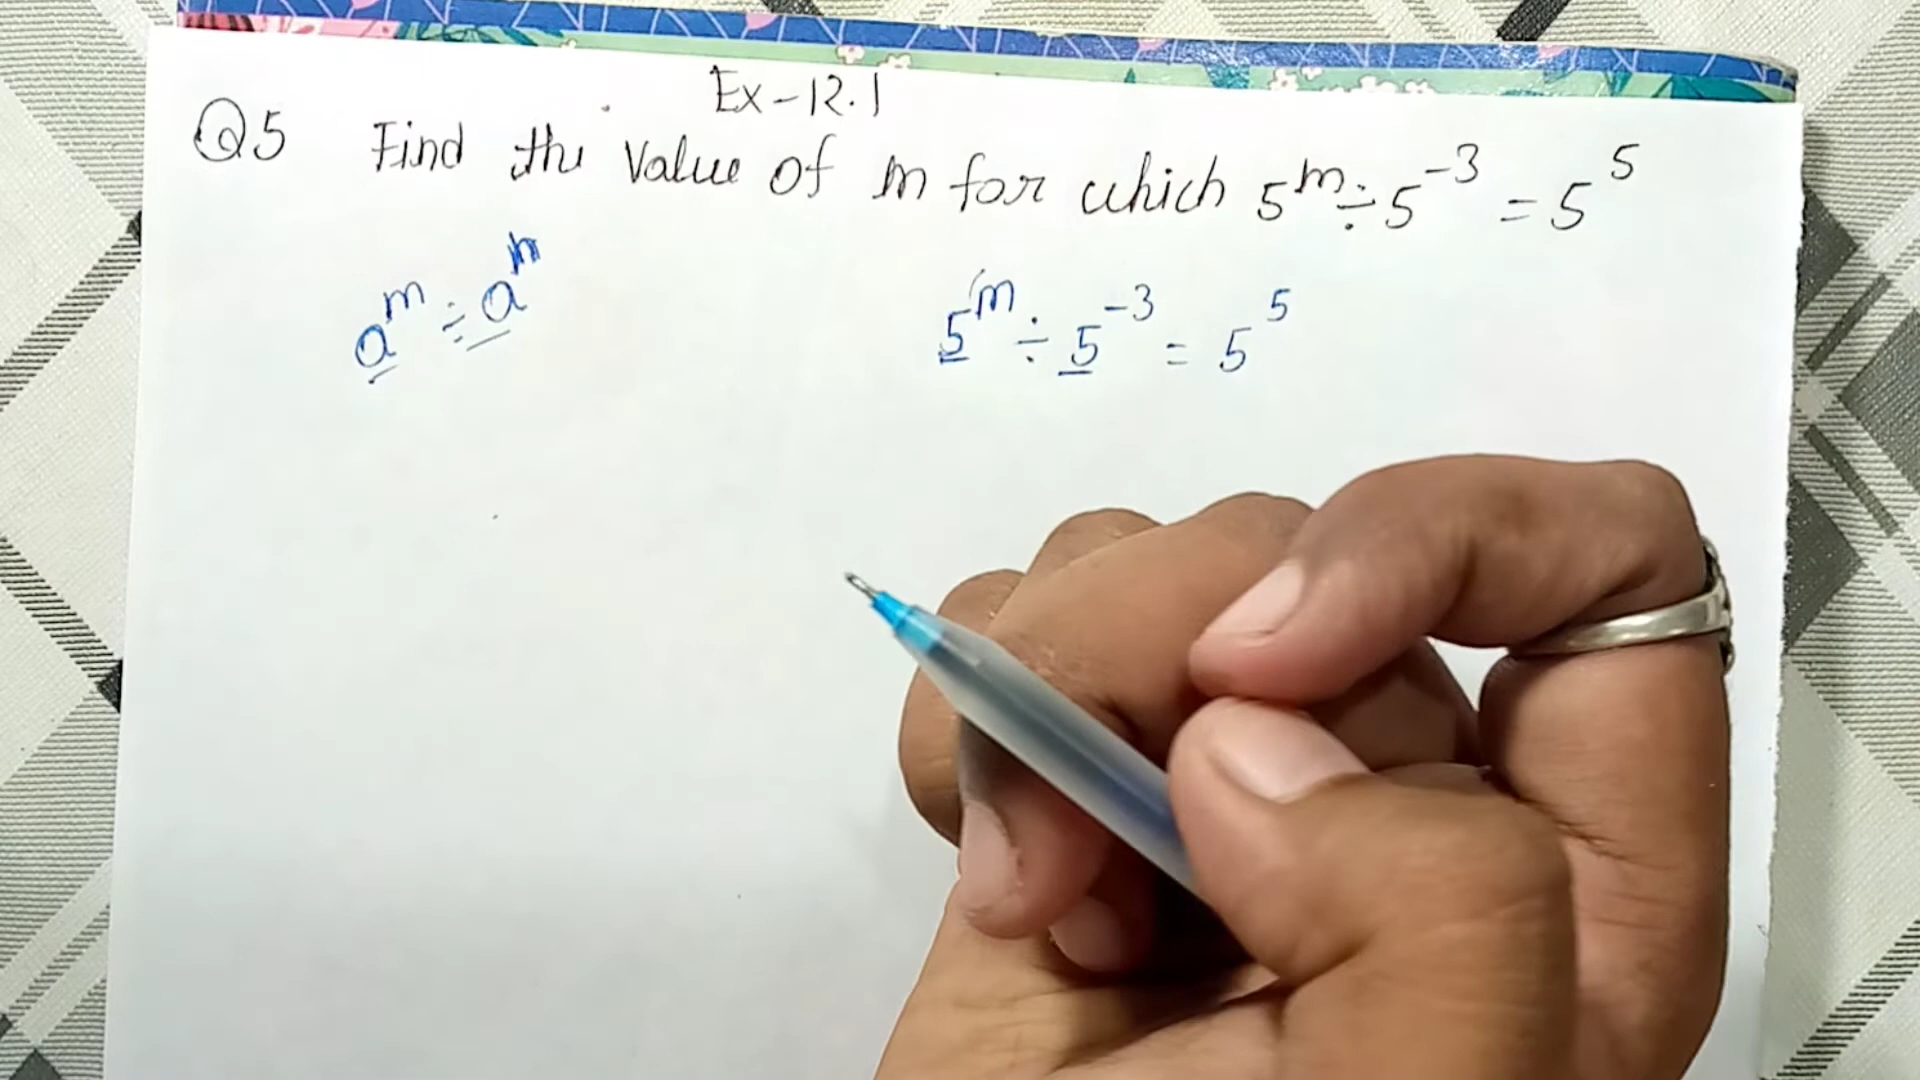 Ex-12.1
Q5 Find the Value of m for which 5^m ÷ 5^-3 = 5^5
a^m ÷ a^n
5^m ÷ 5^-3 = 5^5